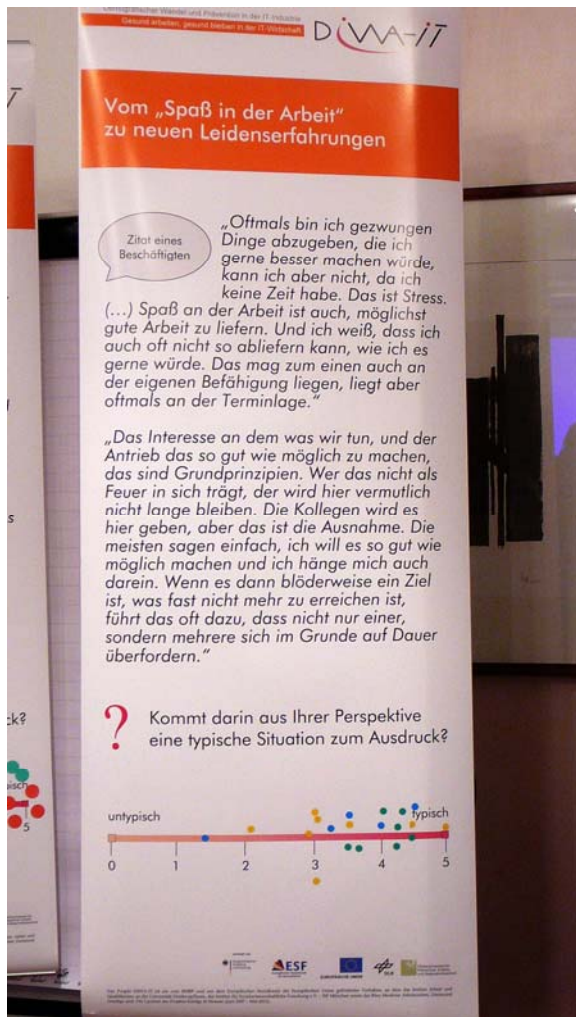 Demografischer Wandel und Prävention in der IT-Industrie
Gesund arbeiten, gesund bleiben in der IT-Wirtschaft
DIWA-IT
Vom „Spaß in der Arbeit“
zu neuen Leidenserfahrungen
Zitat eines
Beschäftigten
„Oftmals bin ich gezwungen
Dinge abzugeben, die ich
gerne besser machen würde,
kann ich aber nicht, da ich
keine Zeit habe. Das ist Stress.
(...) Spaß an der Arbeit ist auch, möglichst
gute Arbeit zu liefern. Und ich weiß, dass ich
auch oft nicht so abliefern kann, wie ich es
gerne würde. Das mag zum einen auch an
der eigenen Befähigung liegen, liegt aber
oftmals an der Terminlage.“
„Das Interesse an dem was wir tun, und der
Antrieb das so gut wie möglich zu machen,
das sind Grundprinzipien. Wer das nicht als
Feuer in sich trägt, der wird hier vermutlich
nicht lange bleiben. Die Kollegen wird es
hier geben, aber das ist die Ausnahme. Die
meisten sagen einfach, ich will es so gut wie
möglich machen und ich hänge mich auch
darein. Wenn es dann blöderweise ein Ziel
ist, was fast nicht mehr zu erreichen ist,
führt das oft dazu, dass nicht nur einer,
sondern mehrere sich im Grunde auf Dauer
überfordern.“
? Kommt darin aus Ihrer Perspektive
eine typische Situation zum Ausdruck?
ck?
untypisch typisch
0 1 2 3 4 5
isch
5
ESF
EUROPÄISCHE UNION
DLR